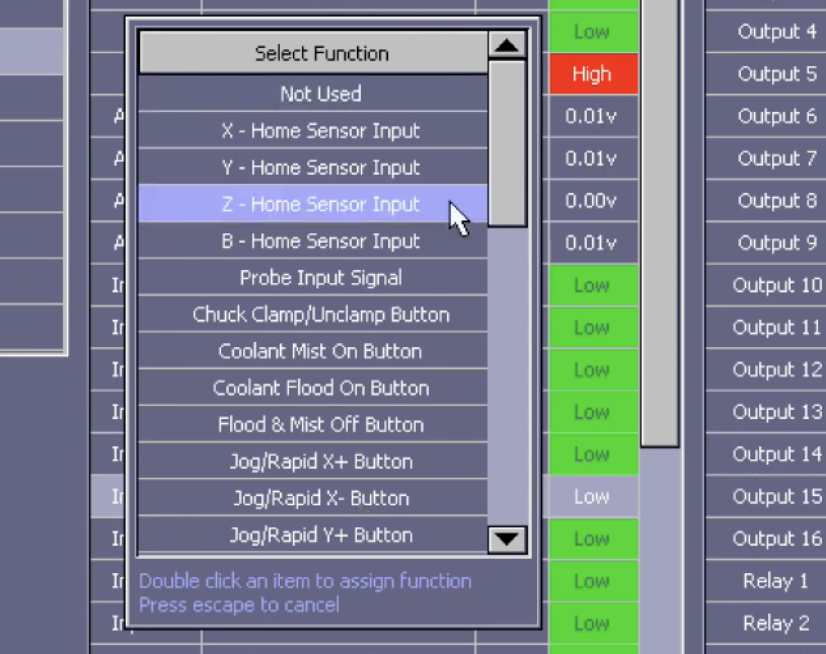 Select Function
Not Used
X - Home Sensor Input
Y - Home Sensor Input
Z - Home Sensor Input
B - Home Sensor Input
Probe Input Signal
Chuck Clamp/Unclamp Button
Coolant Mist On Button
Coolant Flood On Button
Flood & Mist Off Button
Jog/Rapid X+ Button
Jog/Rapid X- Button
Jog/Rapid Y+ Button
Double click an item to assign function
Press escape to cancel
Low
High
0.01v
0.01v
0.00v
0.01v
Low
Low
Low
Low
Low
Low
Low
Low
Low
Output 4
Output 5
Output 6
Output 7
Output 8
Output 9
Output 10
Output 11
Output 12
Output 13
Output 14
Output 15
Output 16
Relay 1
Relay 2